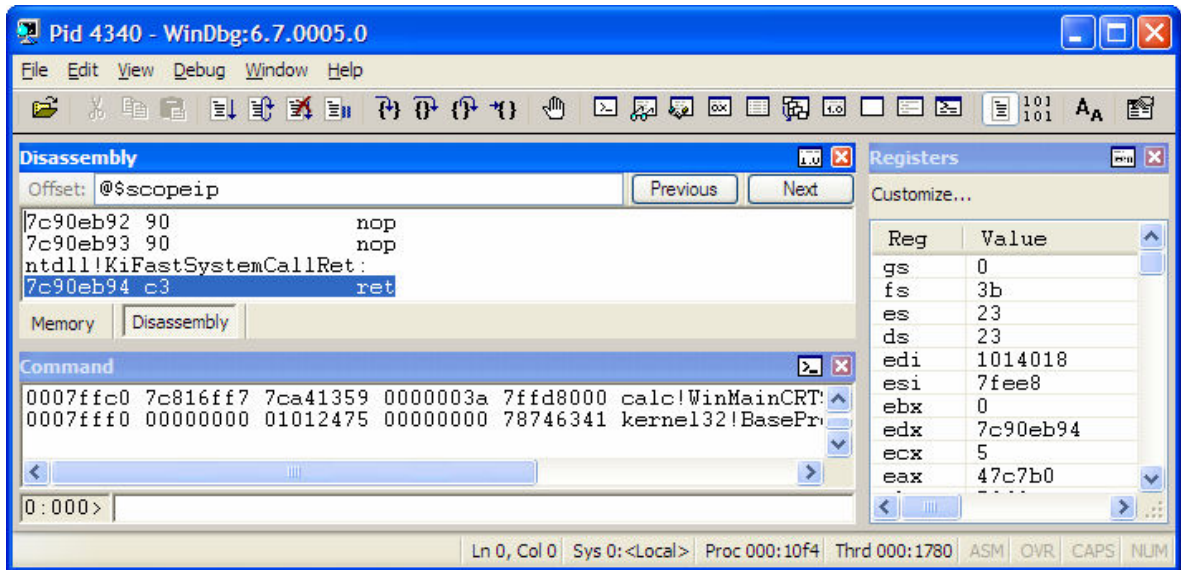 Pid 4340 - WinDbg:6.7.0005.0
File Edit View Debug Window Help
101
101
A A
Disassembly
Offset: @$scopeip Previous Next
7c90eb92 90 nop
7c90eb93 90 nop
ntdll!KiFastSystemCallRet:
7c90eb94 c3 ret
Memory Disassembly
Command
0007ffc0 7c816ff7 7ca41359 0000003a 7ffd8000 calc!WinMainCRT
0007fff0 00000000 01012475 00000000 78746341 kernel32!BasePr
0:000>
Registers
Customize...
Reg Value
gs 0
fs 3b
es 23
ds 23
edi 1014018
esi 7fee8
ebx 0
edx 7c90eb94
ecx 5
eax 47c7b0
Ln 0, Col 0 Sys 0:<Local> Proc 000:10f4 Thrd 000:1780 ASM OVR CAPS NUM